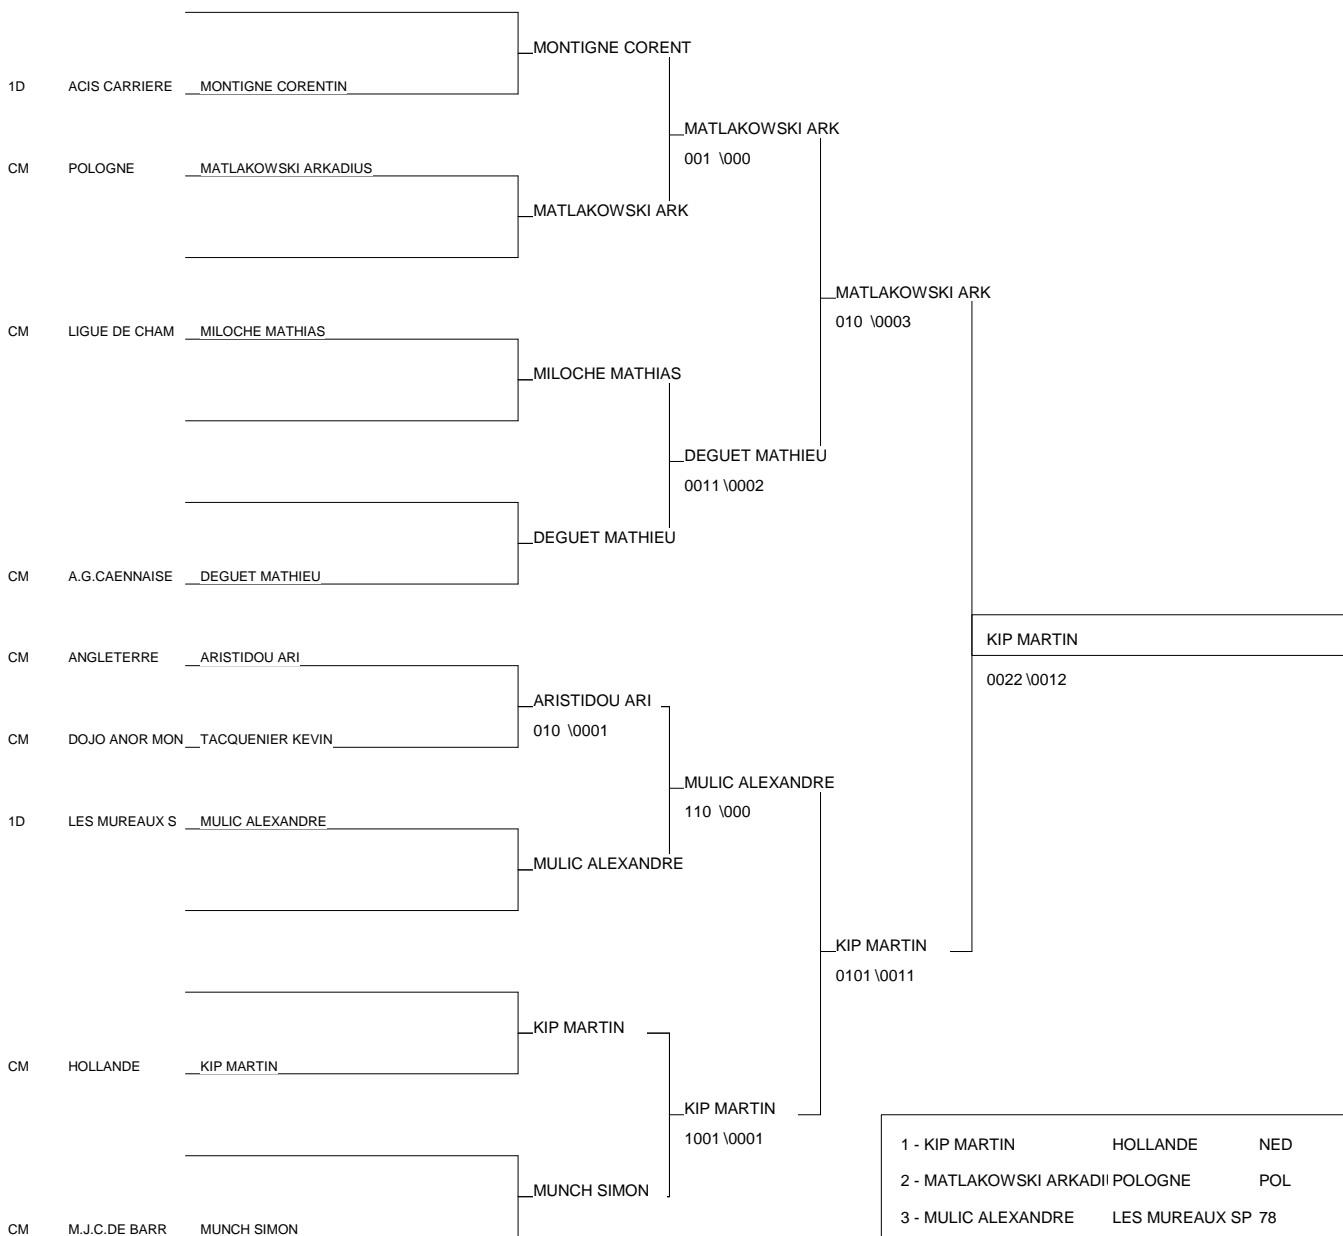 MONTIGNE CORENT
1D ACIS CARRIERE MONTIGNE CORENTIN
MATLAKOWSKI ARK
001 \000
CM POLOGNE MATLAKOWSKI ARKADIUS
MATLAKOWSKI ARK
MATLAKOWSKI ARK
010 \0003
CM LIGUE DE CHAM MILOCHE MATHIAS
MILOCHE MATHIAS
DEGUET MATHIEU
0011 \0002
DEGUET MATHIEU
CM A.G.CAENNAISE DEGUET MATHIEU
KIP MARTIN
0022 \0012
CM ANGLETERRE ARISTIDOU ARI
ARISTIDOU ARI
010 \0001
CM DOJO ANOR MON TACQUENIER KEVIN
MULIC ALEXANDRE
110 \000
1D LES MUREAUX S MULIC ALEXANDRE
MULIC ALEXANDRE
KIP MARTIN
0101 \0011
KIP MARTIN
CM HOLLANDE KIP MARTIN
KIP MARTIN
1001 \0001
MUNCH SIMON
CM M.J.C.DE BARR MUNCH SIMON
1 - KIP MARTIN HOLLANDE NED
2 - MATLAKOWSKI ARKADI POLOGNE POL
3 - MULIC ALEXANDRE LES MUREAUX SP 78